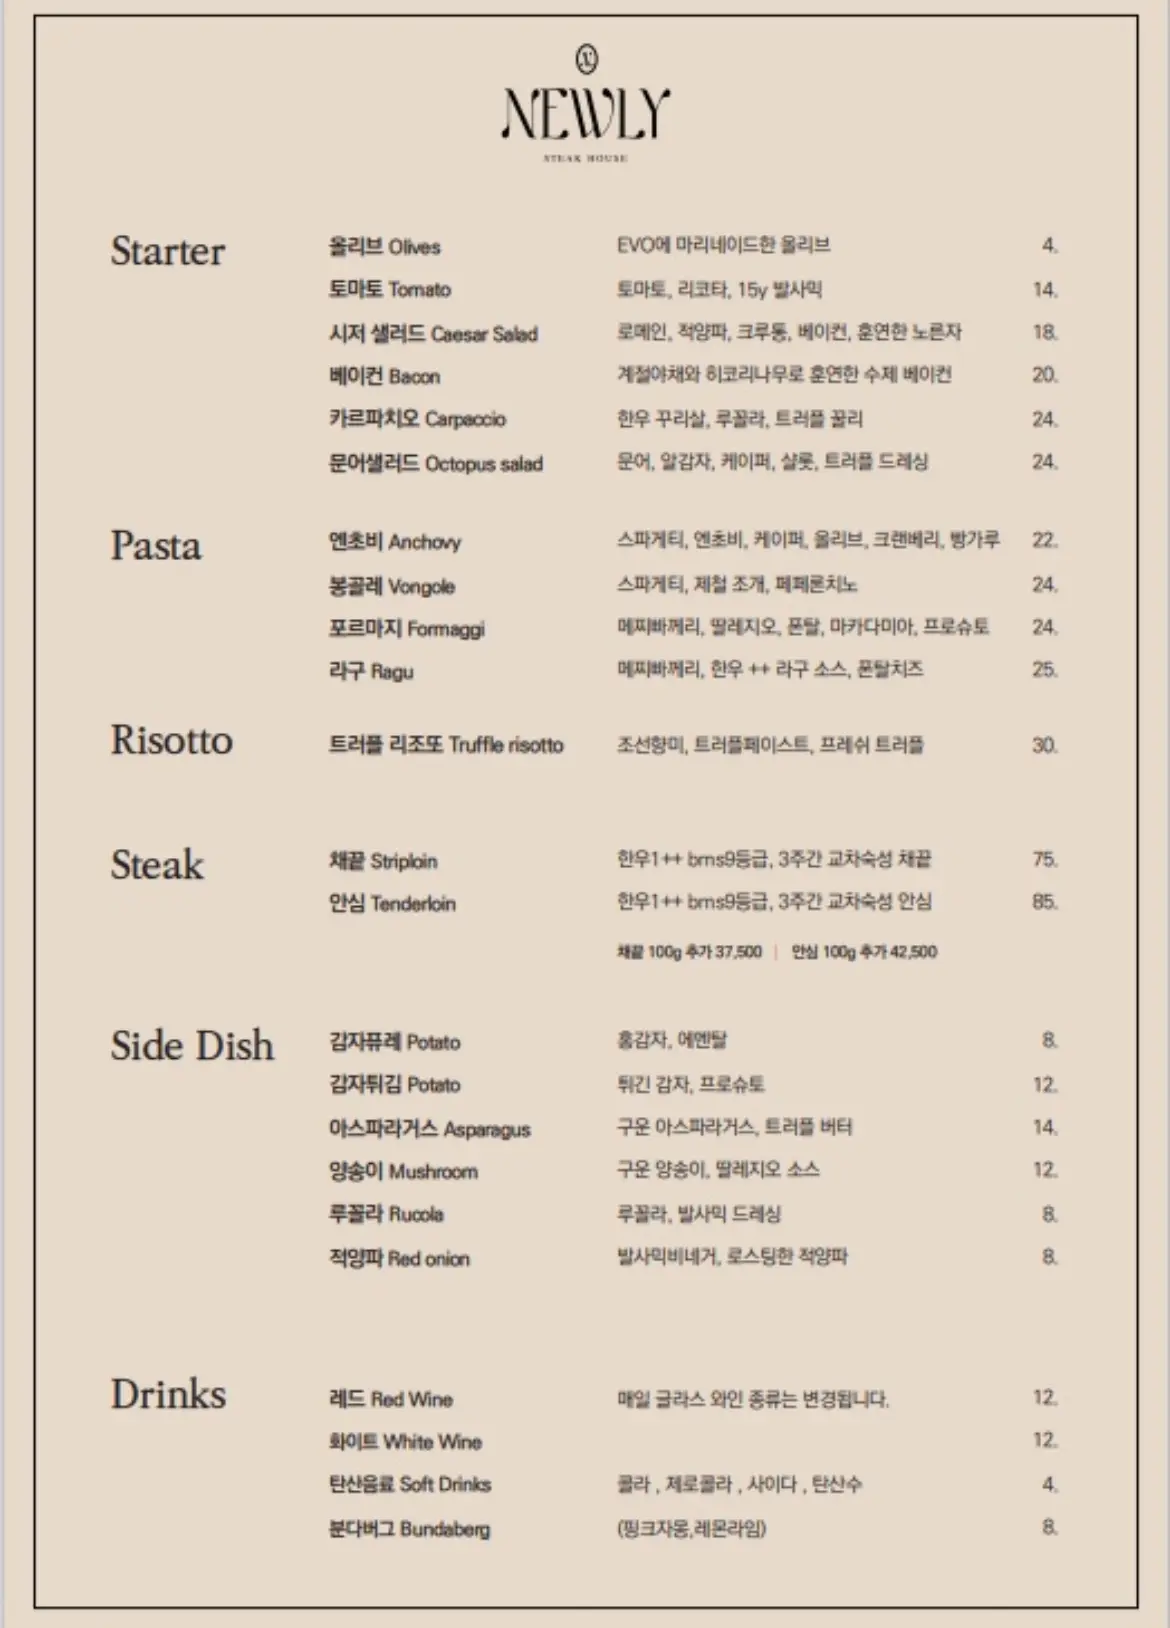 N
NEWLY
STEAK HOUSE
Starter
올리브 Olives EVO에 마리네이드한 올리브 4.
토마토 Tomato 토마토, 리코타, 15y 발사믹 14.
시저 샐러드 Caesar Salad 로메인, 적양파, 크루통, 베이컨, 훈연한 노른자 18.
베이컨 Bacon 계절야채와 히코리나무로 훈연한 수제 베이컨 20.
카르파치오 Carpaccio 한우 꾸리살, 루꼴라, 트러플 꿀리 24.
문어샐러드 Octopus salad 문어, 알감자, 케이퍼, 샬롯, 트러플 드레싱 24.
Pasta
엔초비 Anchovy 스파게티, 엔초비, 케이퍼, 올리브, 크랜베리, 빵가루 22.
봉골레 Vongole 스파게티, 제철 조개, 페페론치노 24.
포르마지 Formaggi 메찌빠께리, 딸레지오, 폰탈, 마카다미아, 프로슈토 24.
라구 Ragu 메찌빠께리, 한우 ++ 라구 소스, 폰탈치즈 25.
Risotto
트러플 리조또 Truffle risotto 조선향미, 트러플페이스트, 프레쉬 트러플 30.
Steak
채끝 Striploin 한우1++ bms9등급, 3주간 교차숙성 채끝 75.
안심 Tenderloin 한우1++ bms9등급, 3주간 교차숙성 안심 85.
채끝 100g 추가 37,500 | 안심 100g 추가 42,500
Side Dish
감자퓨레 Potato 홍감자, 에멘탈 8.
감자튀김 Potato 튀긴 감자, 프로슈토 12.
아스파라거스 Asparagus 구운 아스파라거스, 트러플 버터 14.
양송이 Mushroom 구운 양송이, 딸레지오 소스 12.
루꼴라 Rucola 루꼴라, 발사믹 드레싱 8.
적양파 Red onion 발사믹비네거, 로스팅한 적양파 8.
Drinks
레드 Red Wine 매일 글라스 와인 종류는 변경됩니다. 12.
화이트 White Wine 12.
탄산음료 Soft Drinks 콜라 , 제로콜라 , 사이다 , 탄산수 4.
분다버그 Bundaberg (핑크자몽,레몬라임) 8.